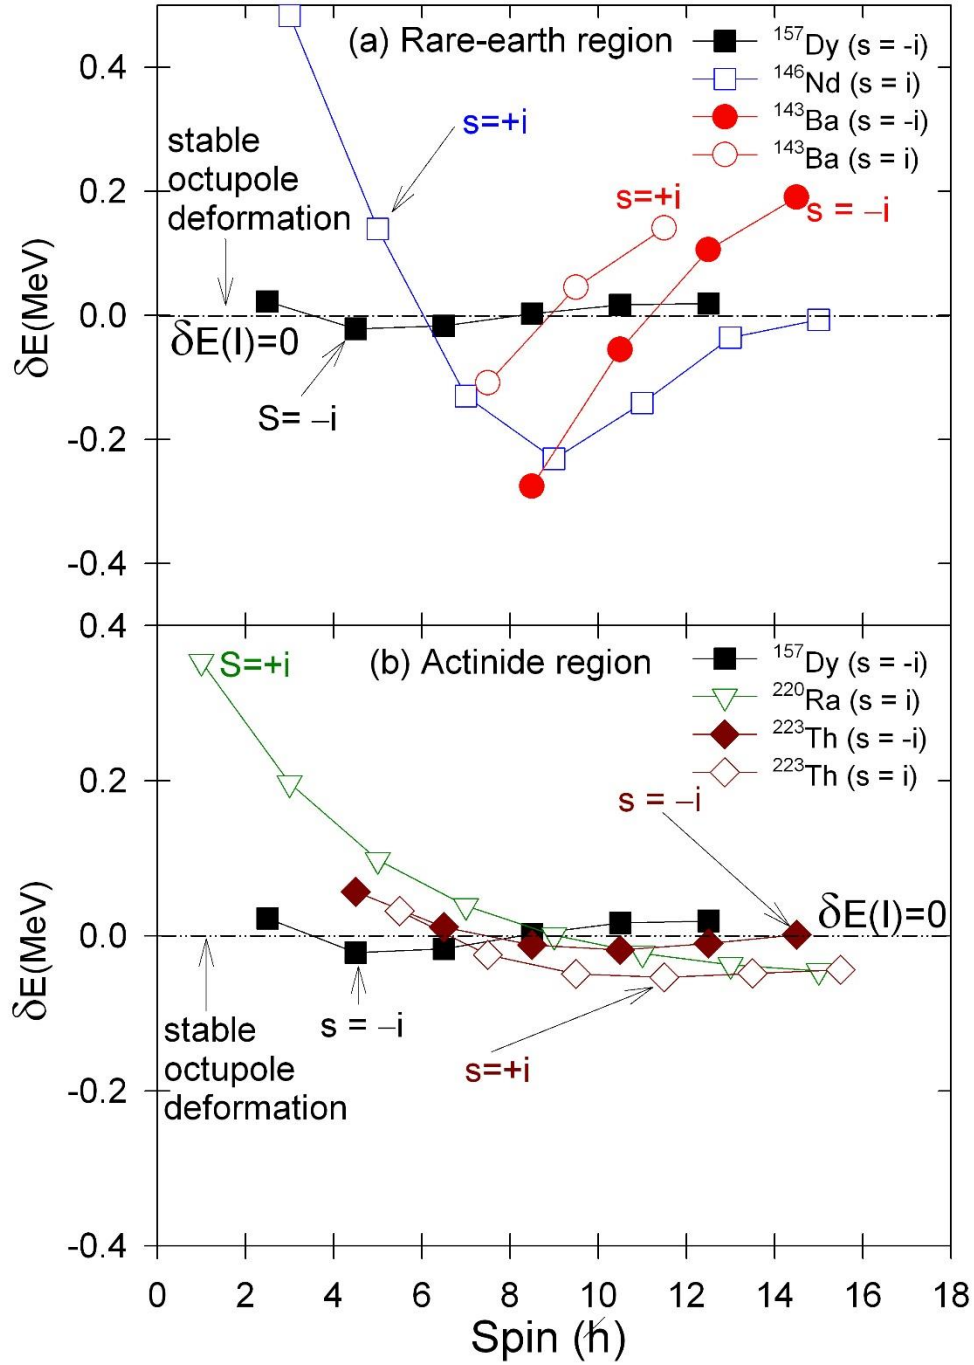 (a) Rare-earth region
¹⁵⁷Dy (s = -i)
¹⁴⁶Nd (s = i)
¹⁴³Ba (s = -i)
¹⁴³Ba (s = i)
0.4
s=+i
stable
octupole
deformation
0.2
s=+i
s = –i
δE(MeV)
0.0
δE(I)=0
S= –i
-0.2
-0.4
0.4
S=+i
(b) Actinide region
¹⁵⁷Dy (s = -i)
²²⁰Ra (s = i)
²²³Th (s = -i)
²²³Th (s = i)
0.2
s = –i
δE(MeV)
0.0
δE(I)=0
s = –i
stable
octupole
deformation
s=+i
-0.2
-0.4
0 2 4 6 8 10 12 14 16 18
Spin (ħ)